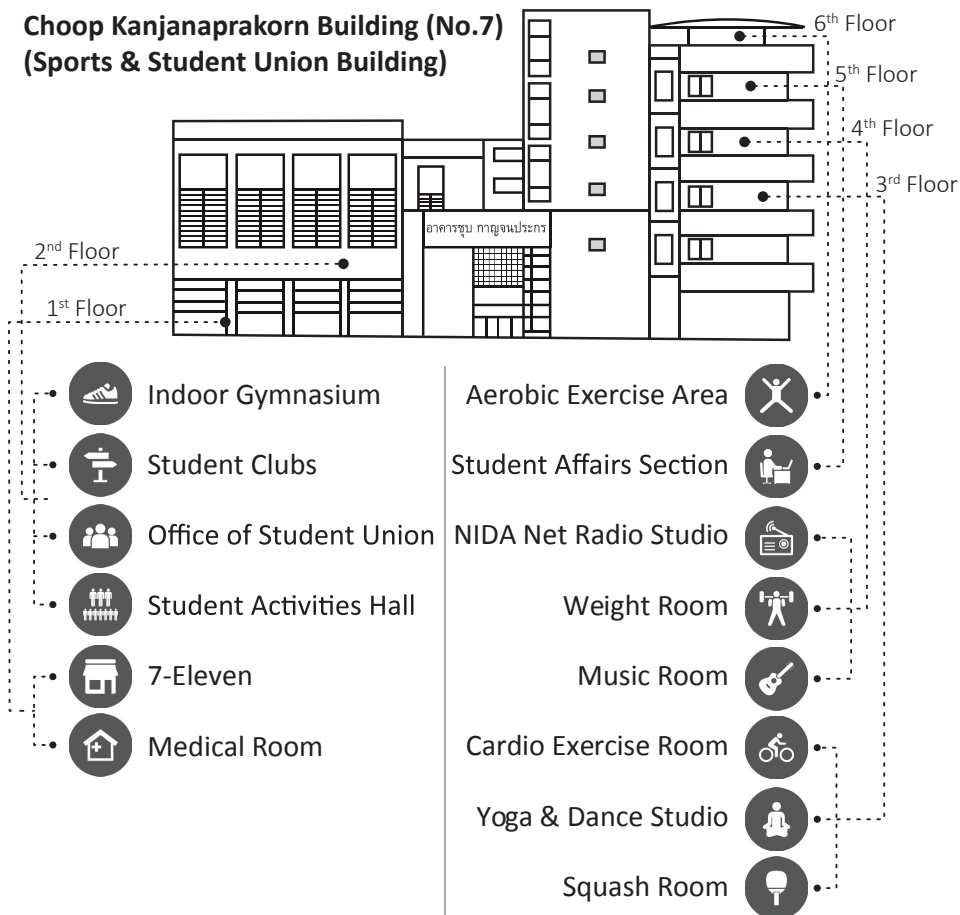 Choop Kanjanaprakorn Building (No.7)
(Sports & Student Union Building)
6th Floor
5th Floor
4th Floor
3rd Floor
อาคารชุบ กาญจนประกร
2nd Floor
1st Floor
Indoor Gymnasium
Student Clubs
Office of Student Union
Student Activities Hall
7-Eleven
Medical Room
Aerobic Exercise Area
Student Affairs Section
NIDA Net Radio Studio
Weight Room
Music Room
Cardio Exercise Room
Yoga & Dance Studio
Squash Room